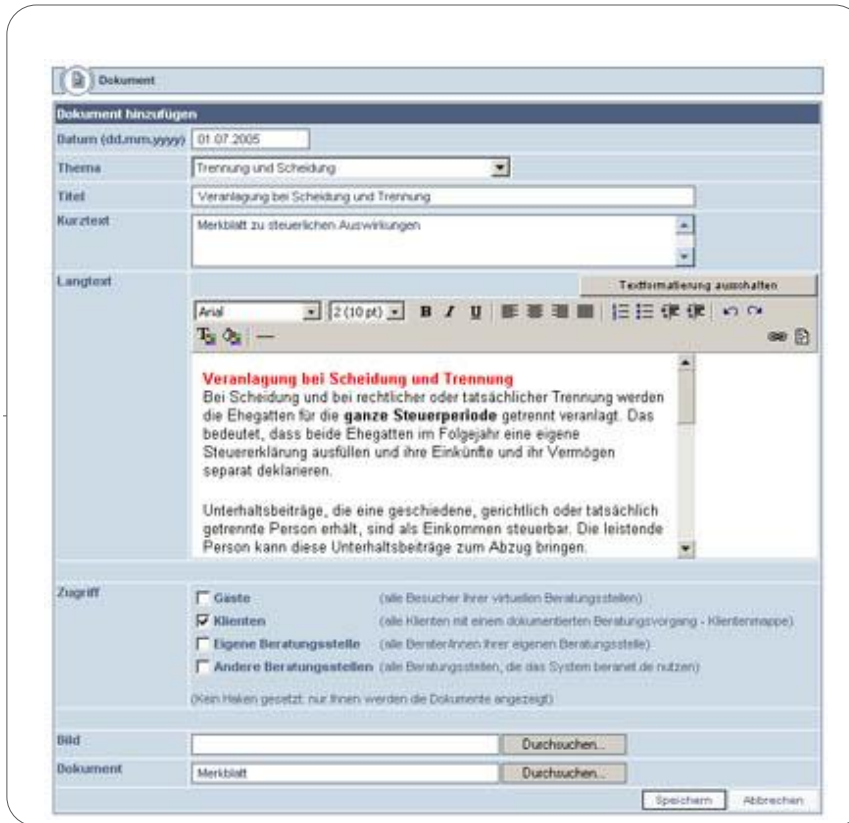 Dokument
Dokument hinzufügen
Datum (dd.mm.yyyy) 01.07.2005
Thema Trennung und Scheidung
Titel Veranlagung bei Scheidung und Trennung
Kurztext Merkblatt zu steuerlichen Auswirkungen
Langtext Textformatierung ausschalten
Arial 2 (10 pt) B I U
Veranlagung bei Scheidung und Trennung
Bei Scheidung und bei rechtlicher oder tatsächlicher Trennung werden
die Ehegatten für die ganze Steuerperiode getrennt veranlagt. Das
bedeutet, dass beide Ehegatten im Folgejahr eine eigene
Steuererklärung ausfüllen und ihre Einkünfte und ihr Vermögen
separat deklarieren.
Unterhaltsbeiträge, die eine geschiedene, gerichtlich oder tatsächlich
getrennte Person erhält, sind als Einkommen steuerbar. Die leistende
Person kann diese Unterhaltsbeiträge zum Abzug bringen.
Zugriff
Gäste (alle Besucher Ihrer virtuellen Beratungsstellen)
Klienten (alle Klienten mit einem dokumentierten Beratungsvorgang - Klientenmappe)
Eigene Beratungsstelle (alle BeraterInnen Ihrer eigenen Beratungsstelle)
Andere Beratungsstellen (alle Beratungsstellen, die das System beranet.de nutzen)
(Kein Haken gesetzt: nur Ihnen werden die Dokumente angezeigt)
Bild Durchsuchen...
Dokument Merkblatt Durchsuchen...
Speichern Abbrechen